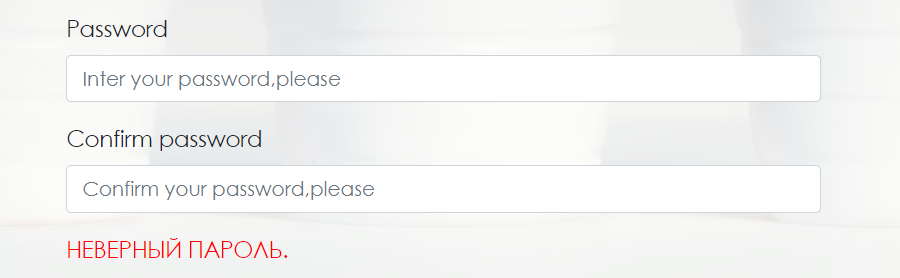 Password
Inter your password,please
Confirm password
Confirm your password,please
НЕВЕРНЫЙ ПАРОЛЬ.